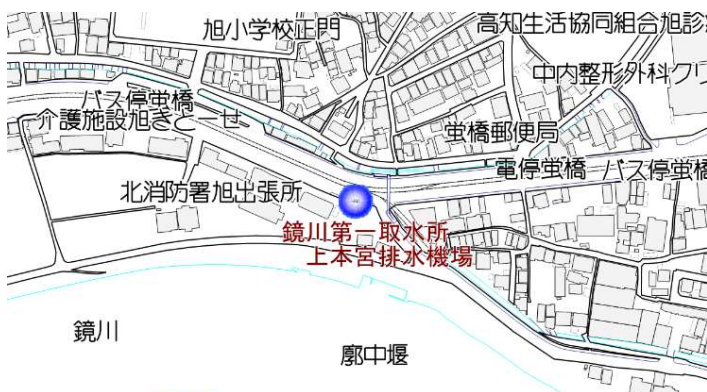 旭小学校正門
高知生活協同組合旭診
中内整形外科クリ
バス停蛍橋
介護施設旭きとーせ
蛍橋郵便局
電停蛍橋
バス停蛍橋
北消防署旭出張所
鏡川第一取水所
上本宮排水機場
鏡川
廓中堰